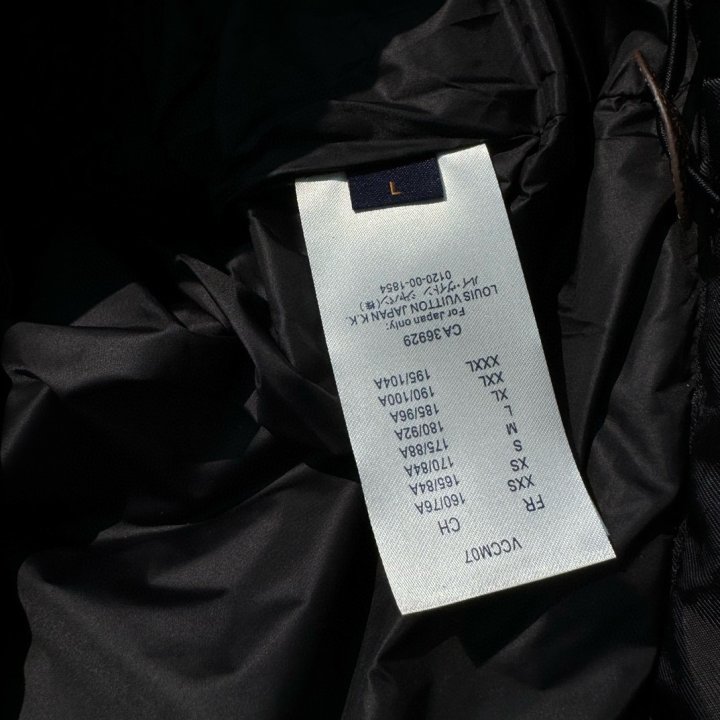 L
VCCM07
FR CH
XXS 160/76A
XS 165/84A
S 170/84A
M 175/88A
L 180/92A
XL 185/96A
XXL 190/100A
XXXL 195/104A
CA 36929
For Japan only:
LOUIS VUITTON JAPAN K.K.
ルイ・ヴィトン ジャパン(株)
0120-00-1854